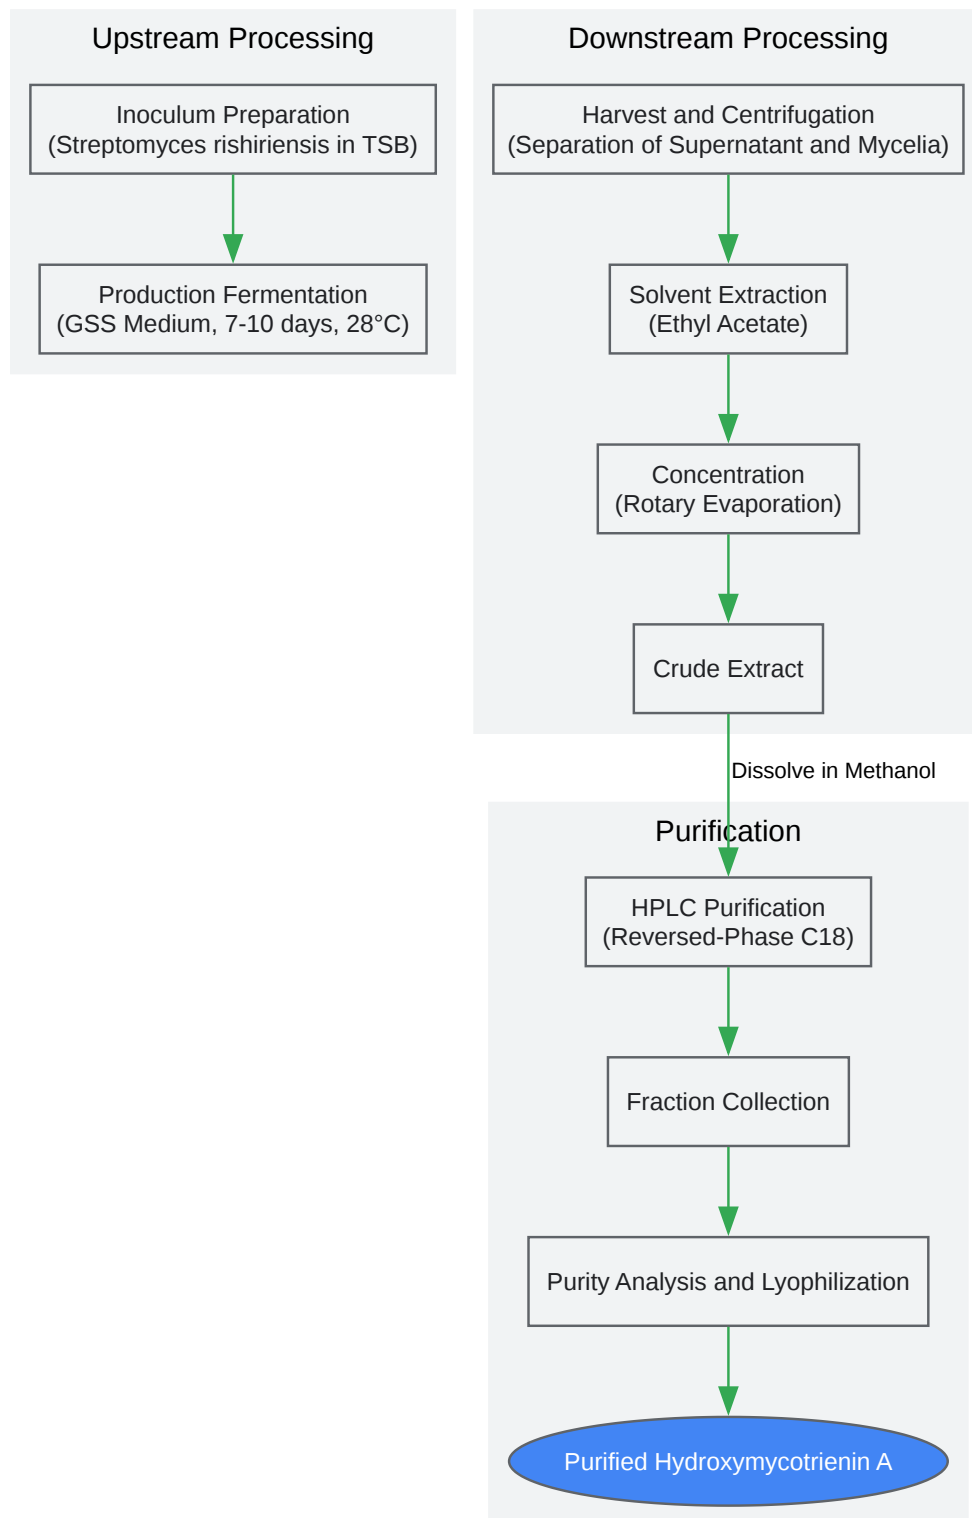 Upstream Processing
Inoculum Preparation
(Streptomyces rishiriensis in TSB)
Production Fermentation
(GSS Medium, 7-10 days, 28°C)
Downstream Processing
Harvest and Centrifugation
(Separation of Supernatant and Mycelia)
Solvent Extraction
(Ethyl Acetate)
Concentration
(Rotary Evaporation)
Crude Extract
Dissolve in Methanol
Purification
HPLC Purification
(Reversed-Phase C18)
Fraction Collection
Purity Analysis and Lyophilization
Purified Hydroxymycotrienin A